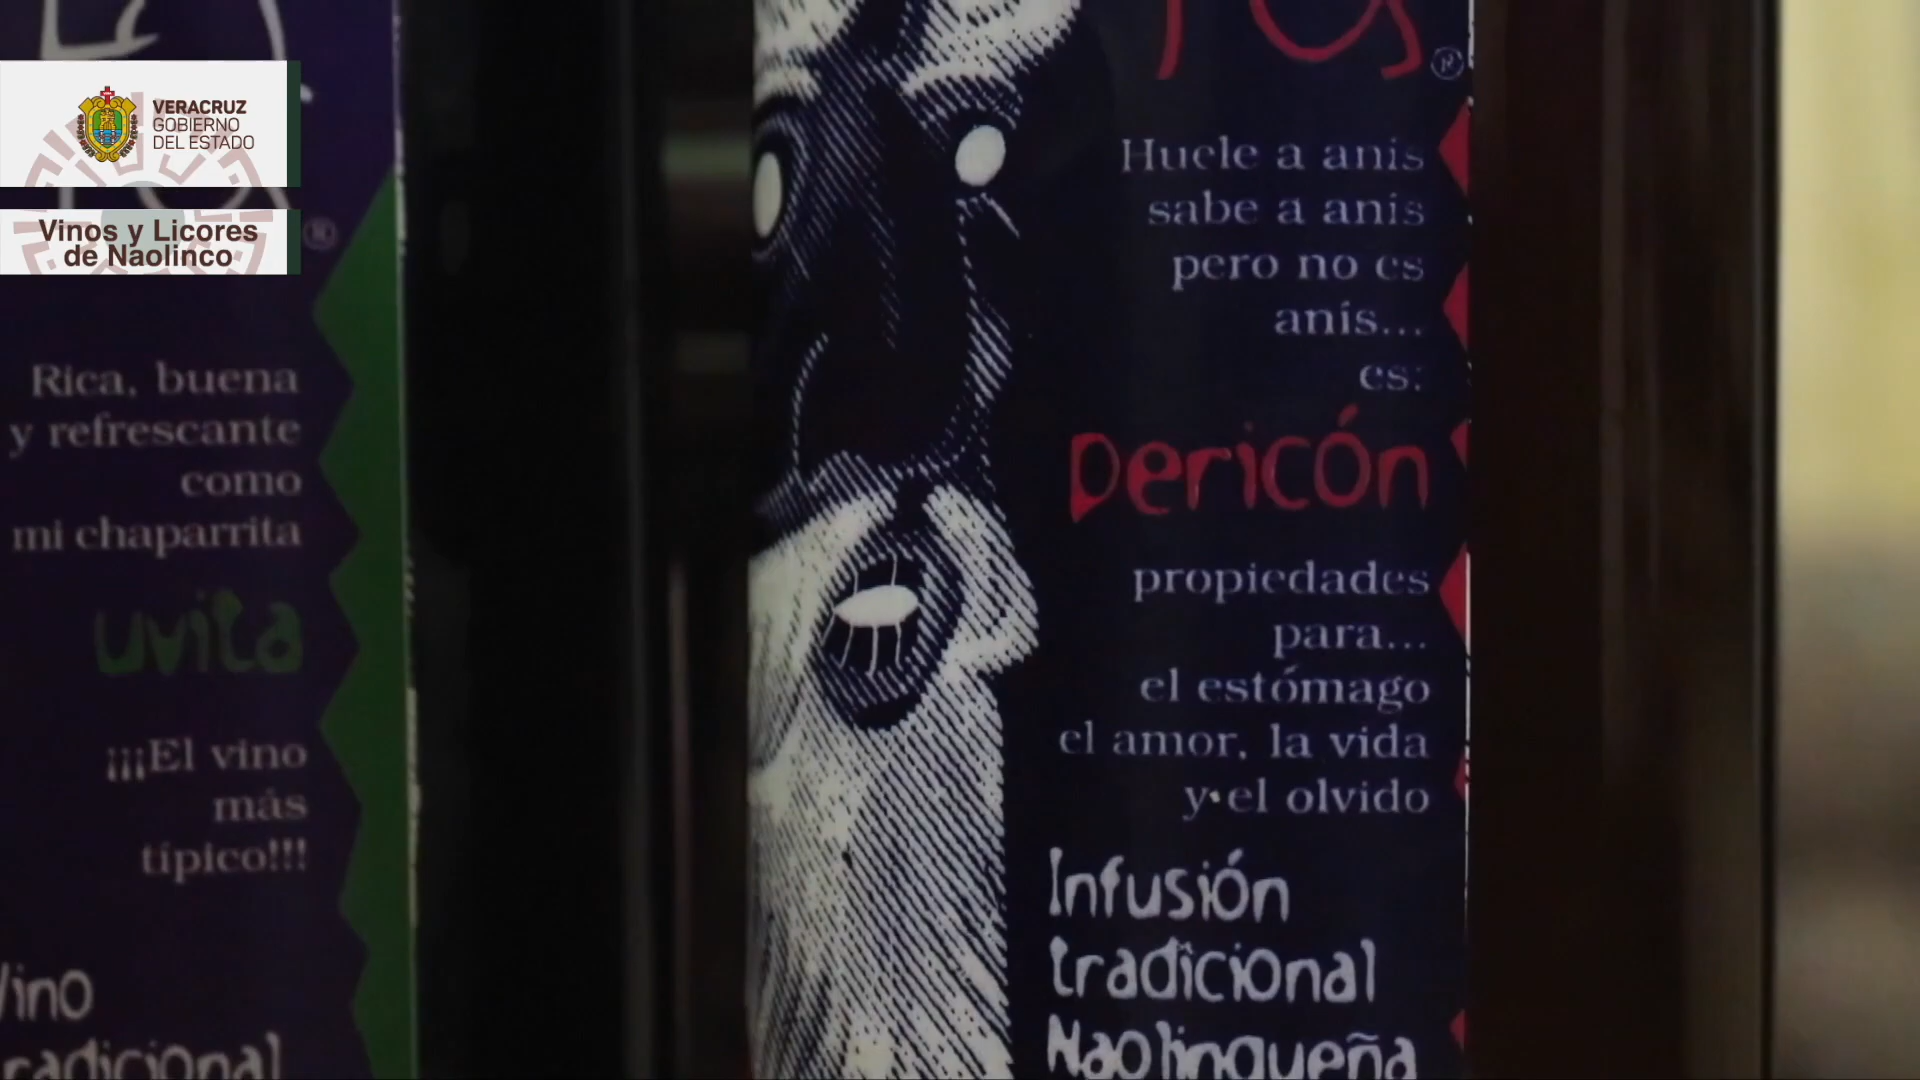 VERACRUZ
GOBIERNO
DEL ESTADO
Vinos y Licores
de Naolinco
®
Rica, buena
y refrescante
como
mi chaparrita
uvita
¡¡¡El vino
más
típico!!!
Vino
®
Huele a anis
sabe a anis
pero no es
anís...
es:
Pericón
propiedades
para...
el estómago
el amor, la vida
y el olvido
Infusión
tradicional
Naolinqueña